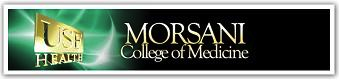 USF
HEALTH
MORSANI
College of Medicine